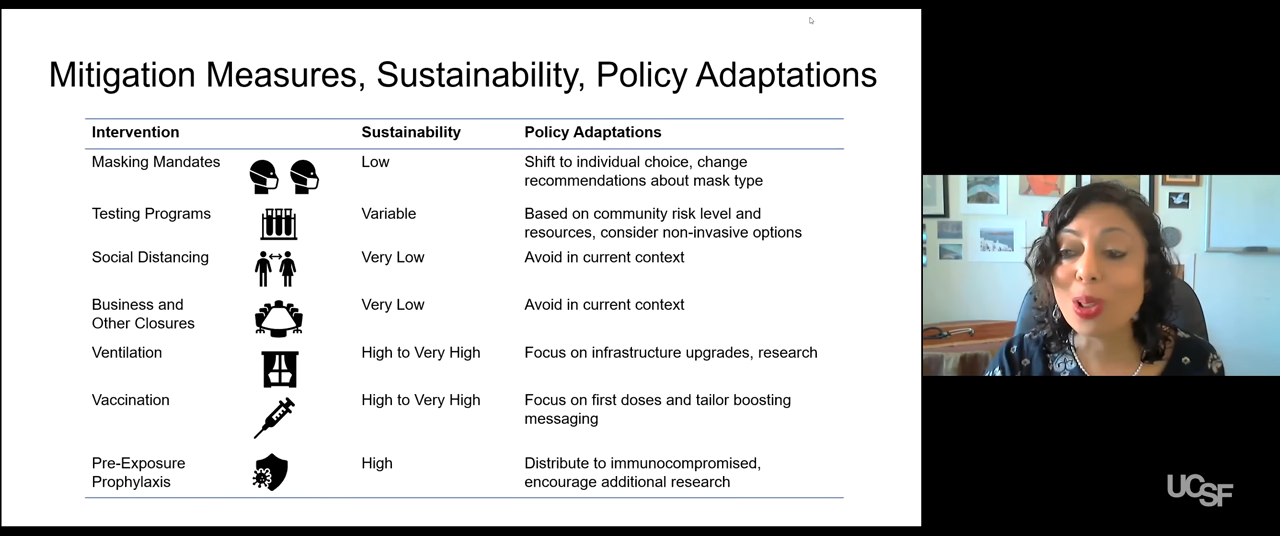 Mitigation Measures, Sustainability, Policy Adaptations
Intervention Sustainability Policy Adaptations
Masking Mandates Low Shift to individual choice, change
recommendations about mask type
Testing Programs Variable Based on community risk level and
resources, consider non-invasive options
Social Distancing Very Low Avoid in current context
Business and Very Low Avoid in current context
Other Closures
Ventilation High to Very High Focus on infrastructure upgrades, research
Vaccination High to Very High Focus on first doses and tailor boosting
messaging
Pre-Exposure High Distribute to immunocompromised,
Prophylaxis encourage additional research
UCSF